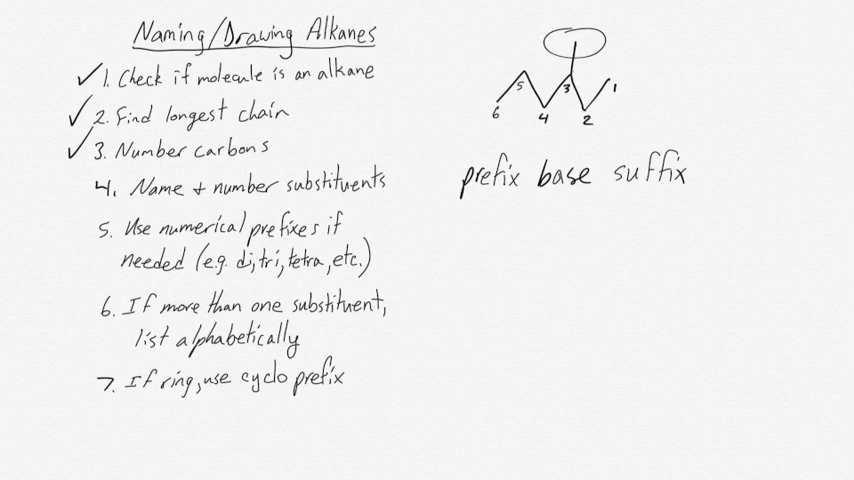 Naming/Drawing Alkanes
✓ 1. Check if molecule is an alkane
✓ 2. Find longest chain
✓ 3. Number carbons
4. Name + number substituents
5. Use numerical prefixes if
needed (e.g. di, tri, tetra, etc.)
6. If more than one substituent,
list alphabetically
7. If ring, use cyclo prefix
6 5 4 3 2 1
prefix base suffix